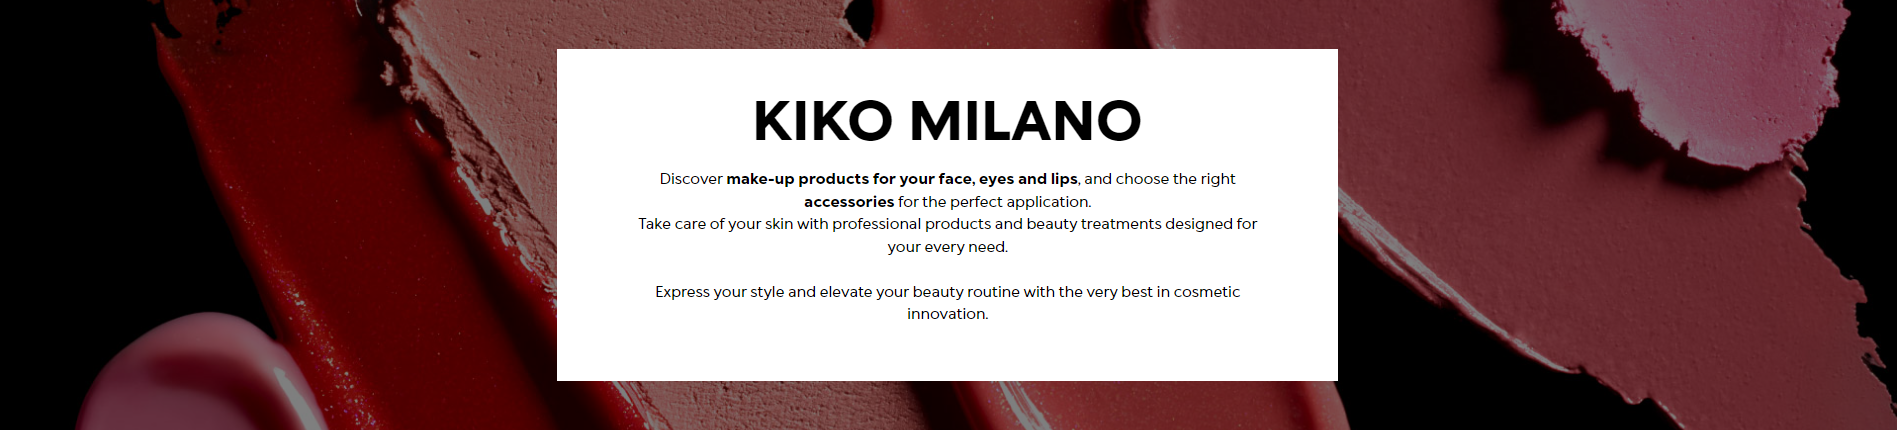 KIKO MILANO
Discover make-up products for your face, eyes and lips, and choose the right
accessories for the perfect application.
Take care of your skin with professional products and beauty treatments designed for
your every need.
Express your style and elevate your beauty routine with the very best in cosmetic
innovation.